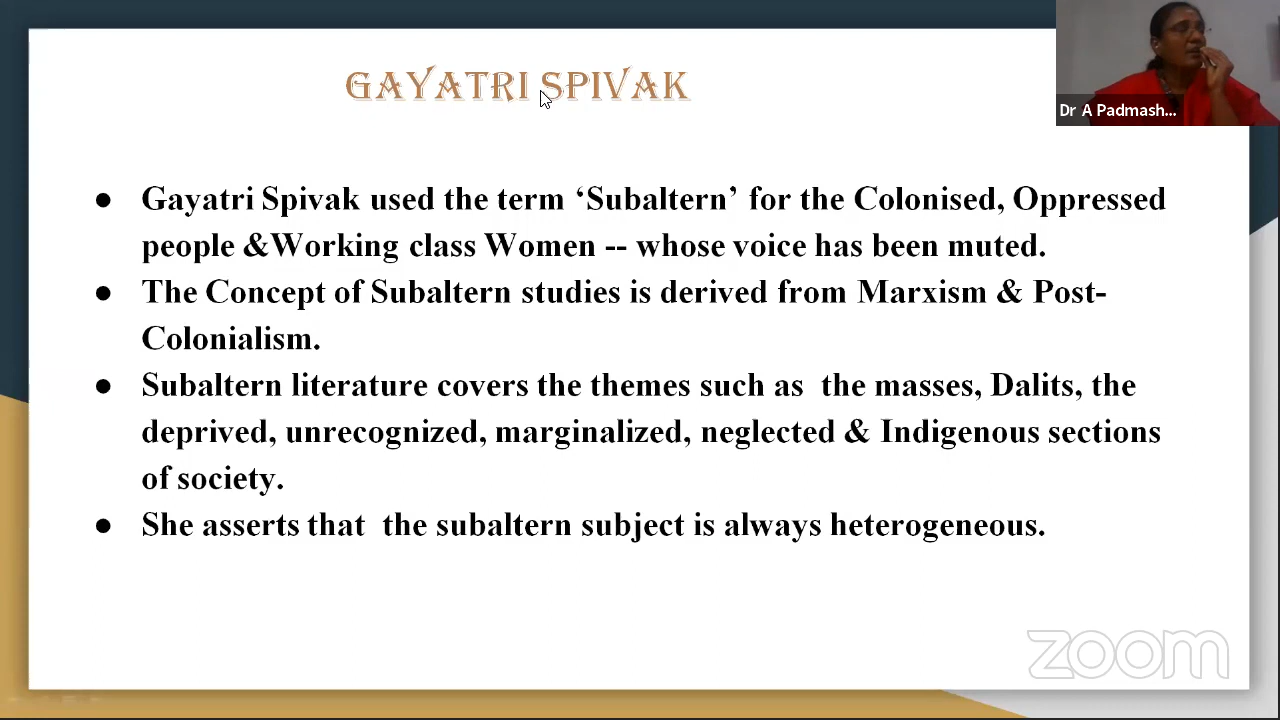 GAYATRI SPIVAK
Dr A Padmash...
● Gayatri Spivak used the term ‘Subaltern’ for the Colonised, Oppressed
people &Working class Women -- whose voice has been muted.
● The Concept of Subaltern studies is derived from Marxism & Post-
Colonialism.
● Subaltern literature covers the themes such as the masses, Dalits, the
deprived, unrecognized, marginalized, neglected & Indigenous sections
of society.
● She asserts that the subaltern subject is always heterogeneous.
zoom